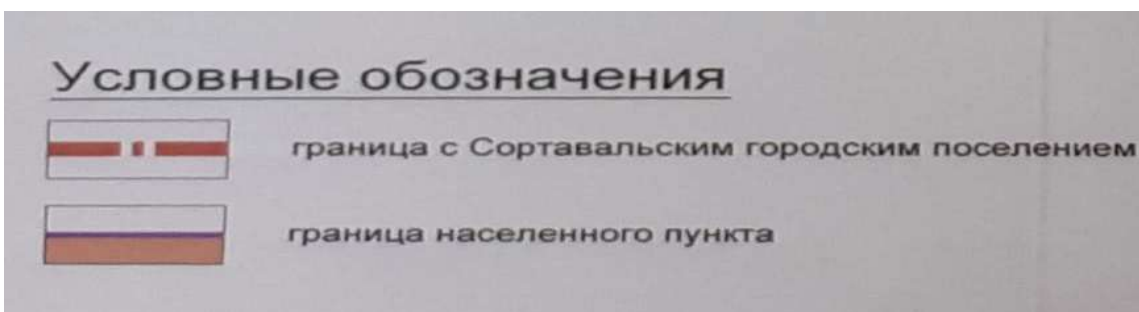 Условные обозначения
граница с Сортавальским городским поселением
граница населенного пункта